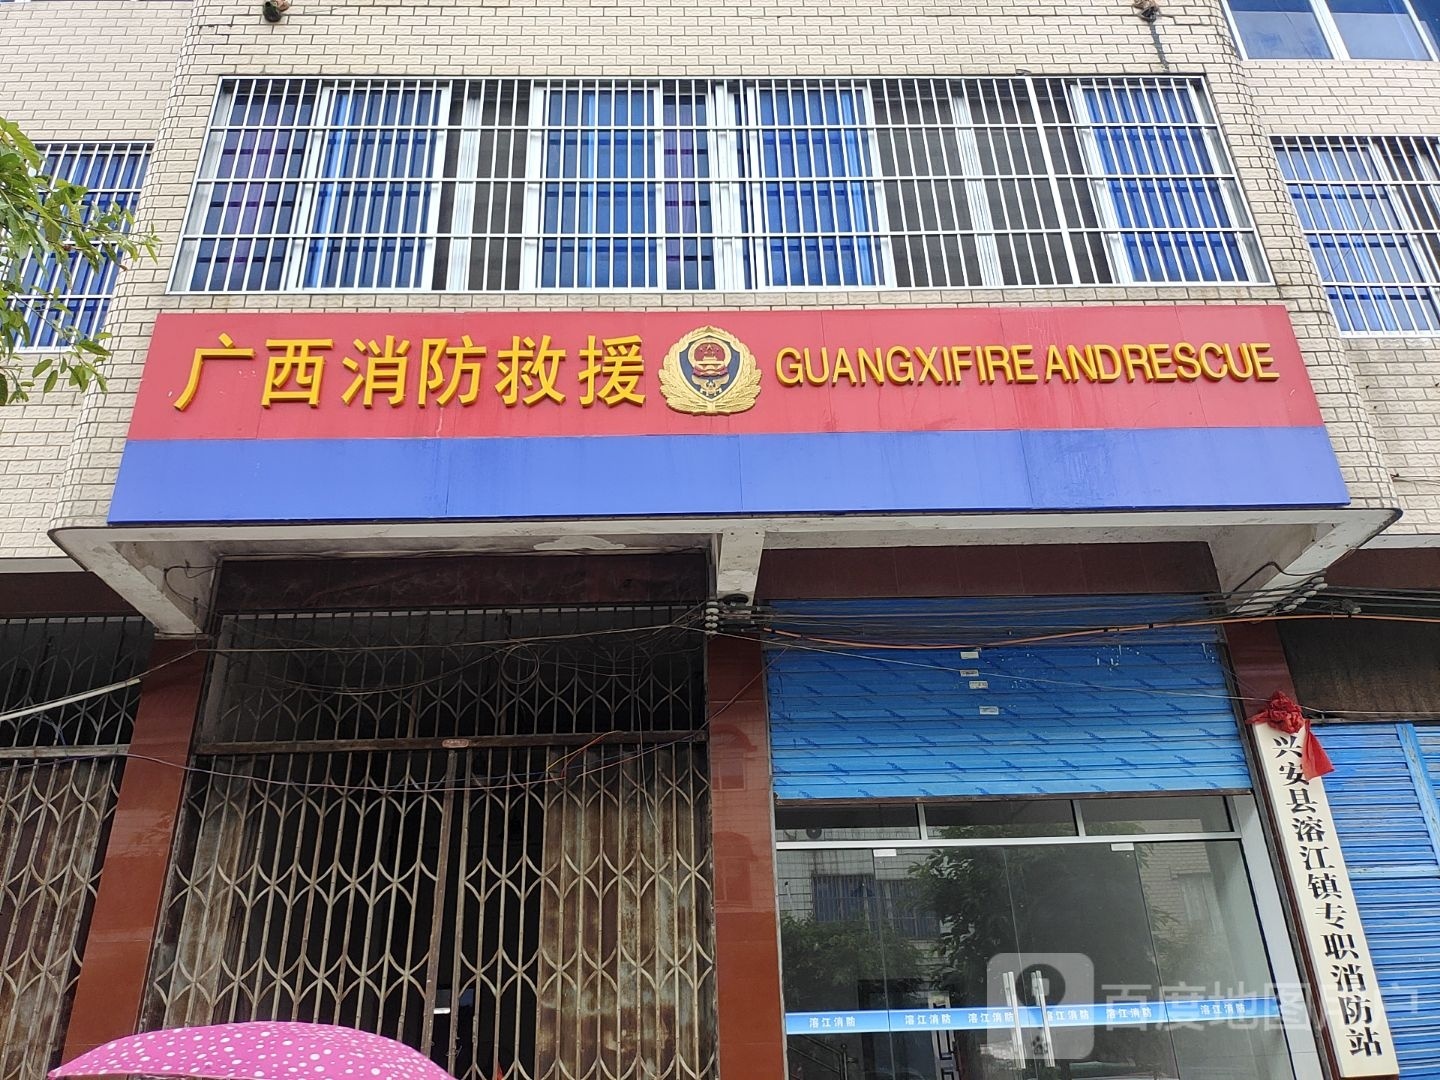 广西消防救援 GUANGXIFIRE ANDRESCUE
兴安县溶江镇专职消防站
溶江消防 溶江消防 溶江消防 溶江消防 溶江消防 溶江消防
百度地图用户